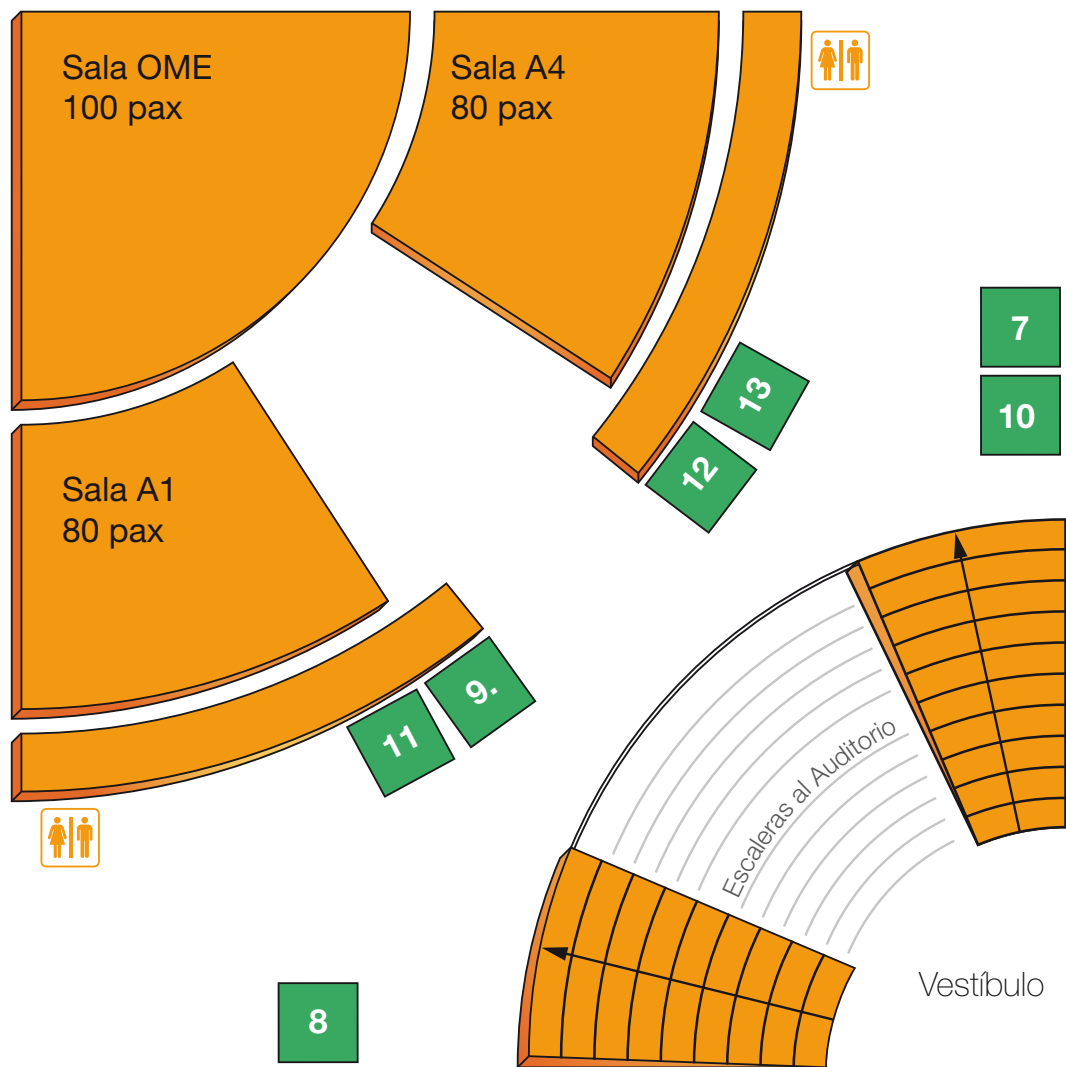 Sala OME
100 pax
Sala A4
80 pax
7
13
10
12
Sala A1
80 pax
9.
11
Escaleras al Auditorio
Vestíbulo
8